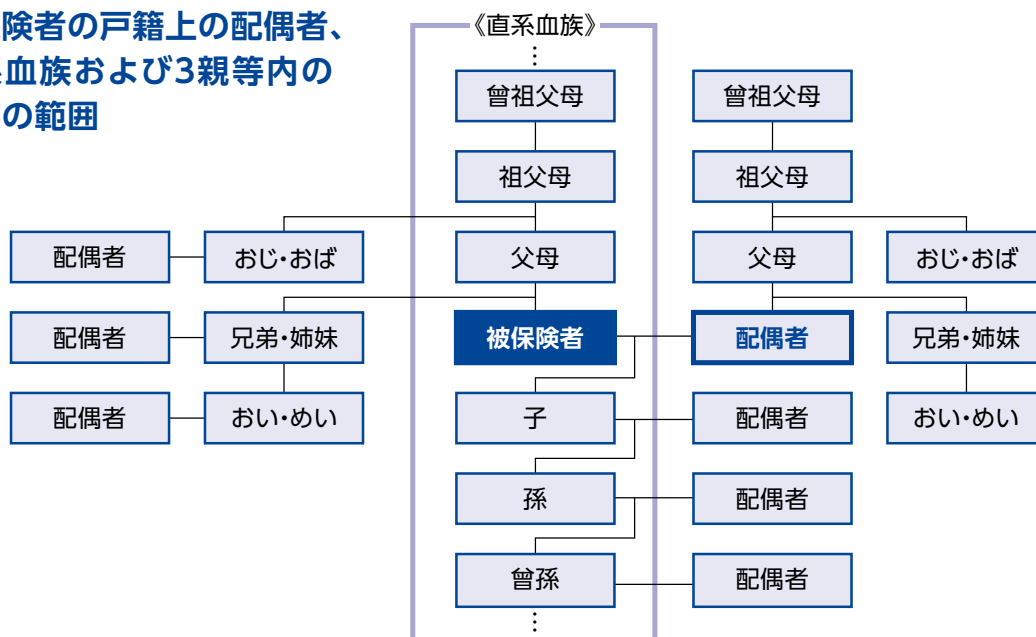 険者の戸籍上の配偶者、
血族および3親等内の
の範囲
《直系血族》
⋮
曾祖父母
曾祖父母
祖父母
祖父母
配偶者
おじ・おば
父母
父母
おじ・おば
配偶者
兄弟・姉妹
被保険者
配偶者
兄弟・姉妹
配偶者
おい・めい
子
配偶者
おい・めい
孫
配偶者
曾孫
配偶者
⋮